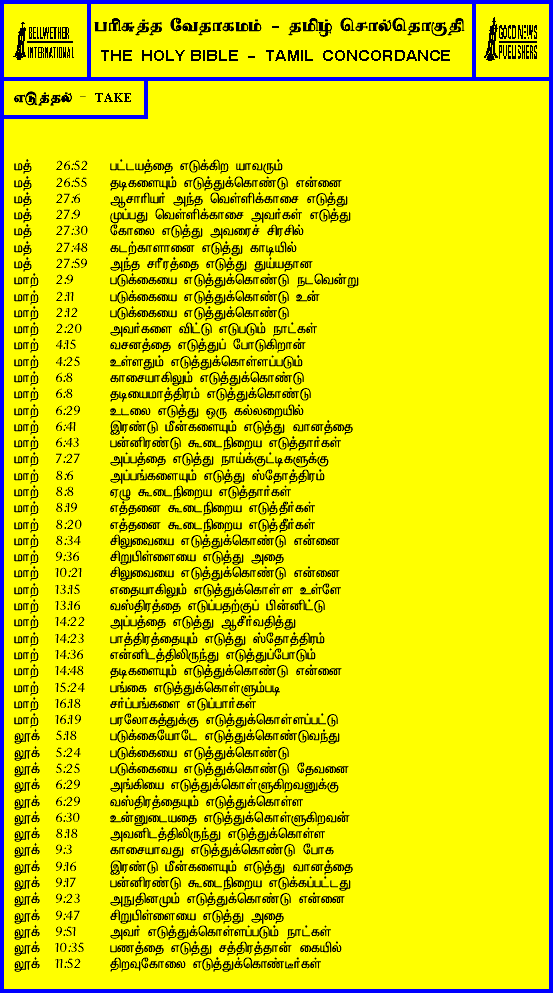 BELLWETHER
INTERNATIONAL
பரிசுத்த வேதாகமம் - தமிழ் சொல்தொகுதி
THE HOLY BIBLE - TAMIL CONCORDANCE
GOOD NEWS
PUBLISHERS
எடுத்தல் - TAKE
மத் 26:52 பட்டயத்தை எடுக்கிற யாவரும்
மத் 26:55 தடிகளையும் எடுத்துக்கொண்டு என்னை
மத் 27:6 ஆசாரியர் அந்த வெள்ளிக்காசை எடுத்து
மத் 27:9 முப்பது வெள்ளிக்காசை அவர்கள் எடுத்து
மத் 27:30 கோலை எடுத்து அவரைச் சிரசில்
மத் 27:48 கடற்காளானை எடுத்து காடியில்
மத் 27:59 அந்த சரீரத்தை எடுத்து துய்யதான
மாற் 2:9 படுக்கையை எடுத்துக்கொண்டு நடவென்று
மாற் 2:11 படுக்கையை எடுத்துக்கொண்டு உன்
மாற் 2:12 படுக்கையை எடுத்துக்கொண்டு
மாற் 2:20 அவர்களை விட்டு எடுபடும் நாட்கள்
மாற் 4:15 வசனத்தை எடுத்துப் போடுகிறான்
மாற் 4:25 உள்ளதும் எடுத்துக்கொள்ளப்படும்
மாற் 6:8 காசையாகிலும் எடுத்துக்கொண்டு
மாற் 6:8 தடியைமாத்திரம் எடுத்துக்கொண்டு
மாற் 6:29 உடலை எடுத்து ஒரு கல்லறையில்
மாற் 6:41 இரண்டு மீன்களையும் எடுத்து வானத்தை
மாற் 6:43 பன்னிரண்டு கூடைநிறைய எடுத்தார்கள்
மாற் 7:27 அப்பத்தை எடுத்து நாய்க்குட்டிகளுக்கு
மாற் 8:6 அப்பங்களையும் எடுத்து ஸ்தோத்திரம்
மாற் 8:8 ஏழு கூடைநிறைய எடுத்தார்கள்
மாற் 8:19 எத்தனை கூடைநிறைய எடுத்தீர்கள்
மாற் 8:20 எத்தனை கூடைநிறைய எடுத்தீர்கள்
மாற் 8:34 சிலுவையை எடுத்துக்கொண்டு என்னை
மாற் 9:36 சிறுபிள்ளையை எடுத்து அதை
மாற் 10:21 சிலுவையை எடுத்துக்கொண்டு என்னை
மாற் 13:15 எதையாகிலும் எடுத்துக்கொள்ள உள்ளே
மாற் 13:16 வஸ்திரத்தை எடுப்பதற்குப் பின்னிட்டு
மாற் 14:22 அப்பத்தை எடுத்து ஆசீர்வதித்து
மாற் 14:23 பாத்திரத்தையும் எடுத்து ஸ்தோத்திரம்
மாற் 14:36 என்னிடத்திலிருந்து எடுத்துப்போடும்
மாற் 14:48 தடிகளையும் எடுத்துக்கொண்டு என்னை
மாற் 15:24 பங்கை எடுத்துக்கொள்ளும்படி
மாற் 16:18 சர்ப்பங்களை எடுப்பார்கள்
மாற் 16:19 பரலோகத்துக்கு எடுத்துக்கொள்ளப்பட்டு
லூக் 5:18 படுக்கையோடே எடுத்துக்கொண்டுவந்து
லூக் 5:24 படுக்கையை எடுத்துக்கொண்டு
லூக் 5:25 படுக்கையை எடுத்துக்கொண்டு தேவனை
லூக் 6:29 அங்கியை எடுத்துக்கொள்ளுகிறவனுக்கு
லூக் 6:29 வஸ்திரத்தையும் எடுத்துக்கொள்ள
லூக் 6:30 உன்னுடையதை எடுத்துக்கொள்ளுகிறவன்
லூக் 8:18 அவனிடத்திலிருந்து எடுத்துக்கொள்ள
லூக் 9:3 காசையாவது எடுத்துக்கொண்டு போக
லூக் 9:16 இரண்டு மீன்களையும் எடுத்து வானத்தை
லூக் 9:17 பன்னிரண்டு கூடைநிறைய எடுக்கப்பட்டது
லூக் 9:23 அநுதினமும் எடுத்துக்கொண்டு என்னை
லூக் 9:47 சிறுபிள்ளையை எடுத்து அதை
லூக் 9:51 அவர் எடுத்துக்கொள்ளப்படும் நாட்கள்
லூக் 10:35 பணத்தை எடுத்து சத்திரத்தான் கையில்
லூக் 11:52 திறவுகோலை எடுத்துக்கொண்டீர்கள்